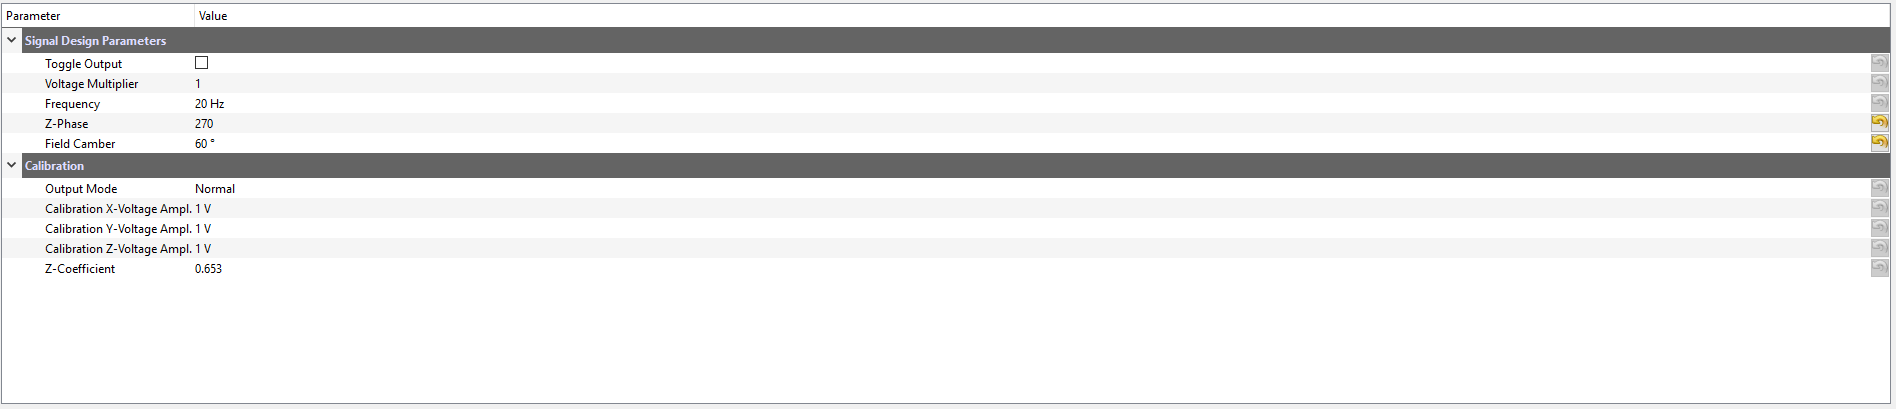 Parameter Value
Signal Design Parameters
Toggle Output
Voltage Multiplier 1
Frequency 20 Hz
Z-Phase 270
Field Camber 60 °
Calibration
Output Mode Normal
Calibration X-Voltage Ampl. 1 V
Calibration Y-Voltage Ampl. 1 V
Calibration Z-Voltage Ampl. 1 V
Z-Coefficient 0.653